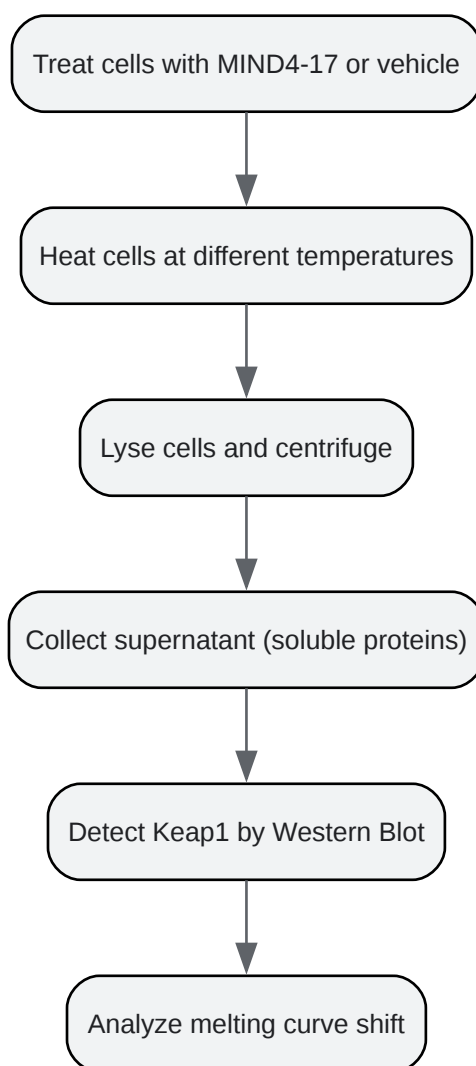 Treat cells with MIND4-17 or vehicle
Heat cells at different temperatures
Lyse cells and centrifuge
Collect supernatant (soluble proteins)
Detect Keap1 by Western Blot
Analyze melting curve shift